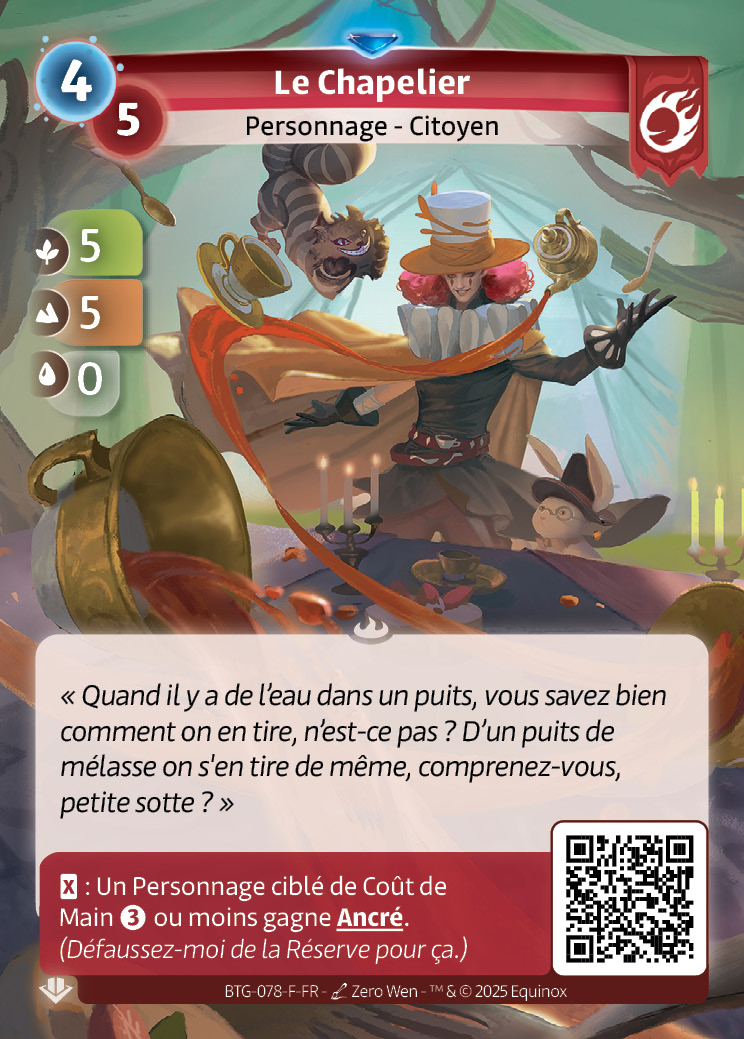 4
Le Chapelier
5
Personnage - Citoyen
5
5
0
« Quand il y a de l’eau dans un puits, vous savez bien
comment on en tire, n’est-ce pas ? D’un puits de
mélasse on s'en tire de même, comprenez-vous,
petite sotte ? »
X : Un Personnage ciblé de Coût de
Main 3 ou moins gagne Ancré.
(Défaussez-moi de la Réserve pour ça.)
BTG-078-F-FR - Zero Wen - ™ & © 2025 Equinox